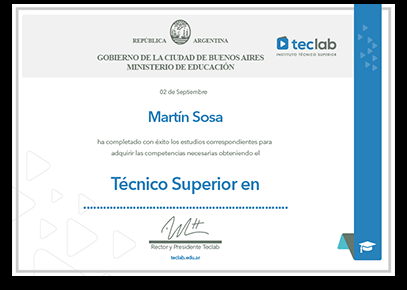 REPÚBLICA ARGENTINA
GOBIERNO DE LA CIUDAD DE BUENOS AIRES
MINISTERIO DE EDUCACIÓN
teclab
INSTITUTO TÉCNICO SUPERIOR
02 de Septiembre
Martín Sosa
ha completado con éxito los estudios correspondientes para
adquirir las competencias necesarias obteniendo el
Técnico Superior en
Rector y Presidente Teclab
teclab.edu.ar